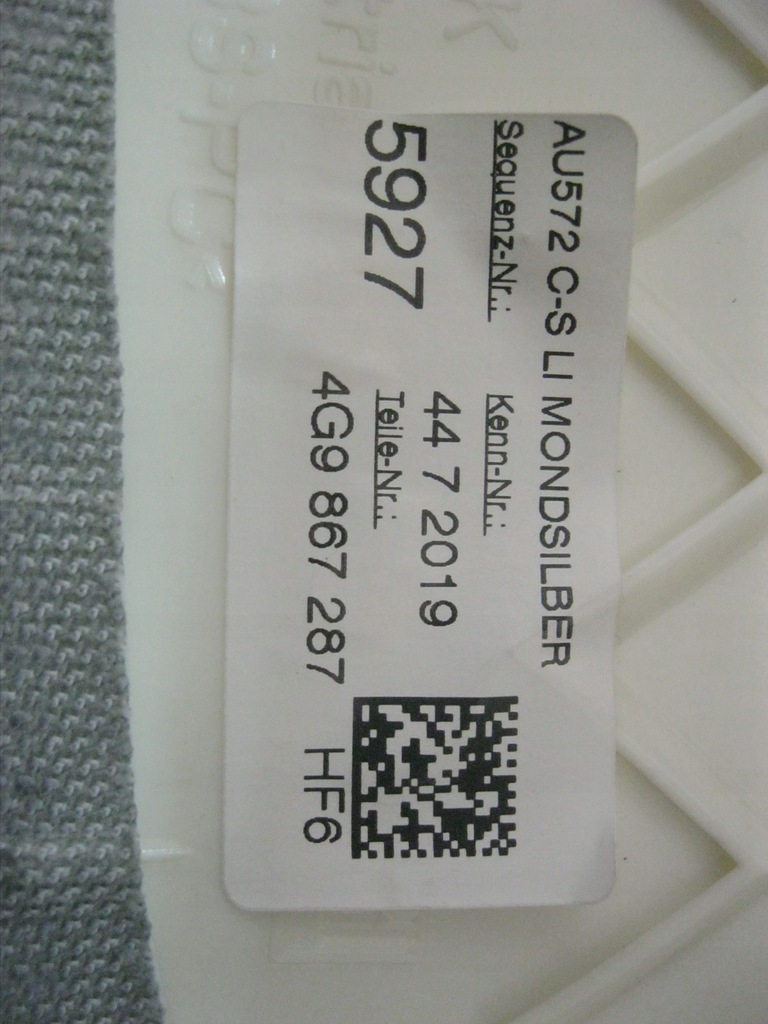 AU572 C-S LI MONDSILBER
Sequenz-Nr.: Kenn-Nr.:
5927 44 7 2019
Teile-Nr.:
4G9 867 287 HF6